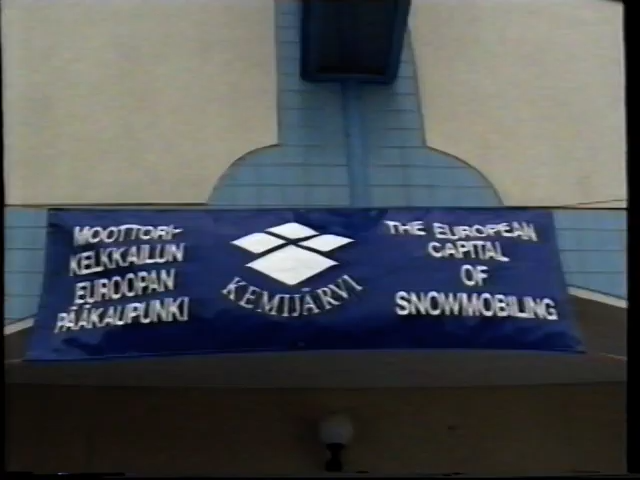 MOOTTORI-
KELKKAILUN
EUROOPAN
PÄÄKAUPUNKI
KEMIJÄRVI
THE EUROPEAN
CAPITAL
OF
SNOWMOBILING